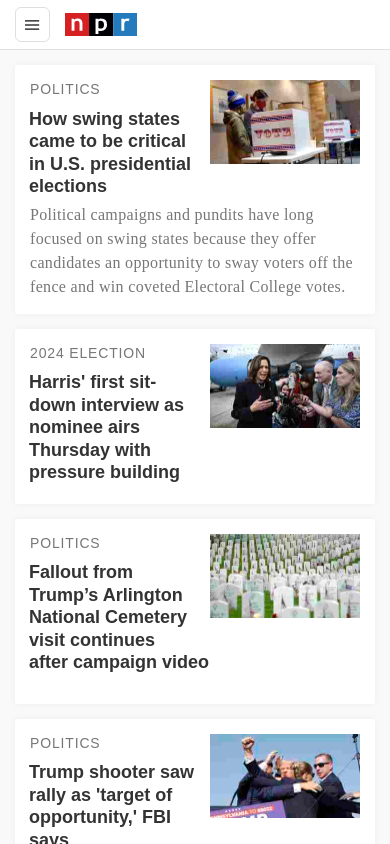 npr
POLITICS
How swing states
came to be critical
in U.S. presidential
elections
VOTE
Political campaigns and pundits have long
focused on swing states because they offer
candidates an opportunity to sway voters off the
fence and win coveted Electoral College votes.
2024 ELECTION
Harris' first sit-
down interview as
nominee airs
Thursday with
pressure building
POLITICS
Fallout from
Trump’s Arlington
National Cemetery
visit continues
after campaign video
POLITICS
Trump shooter saw
rally as 'target of
opportunity,' FBI
says